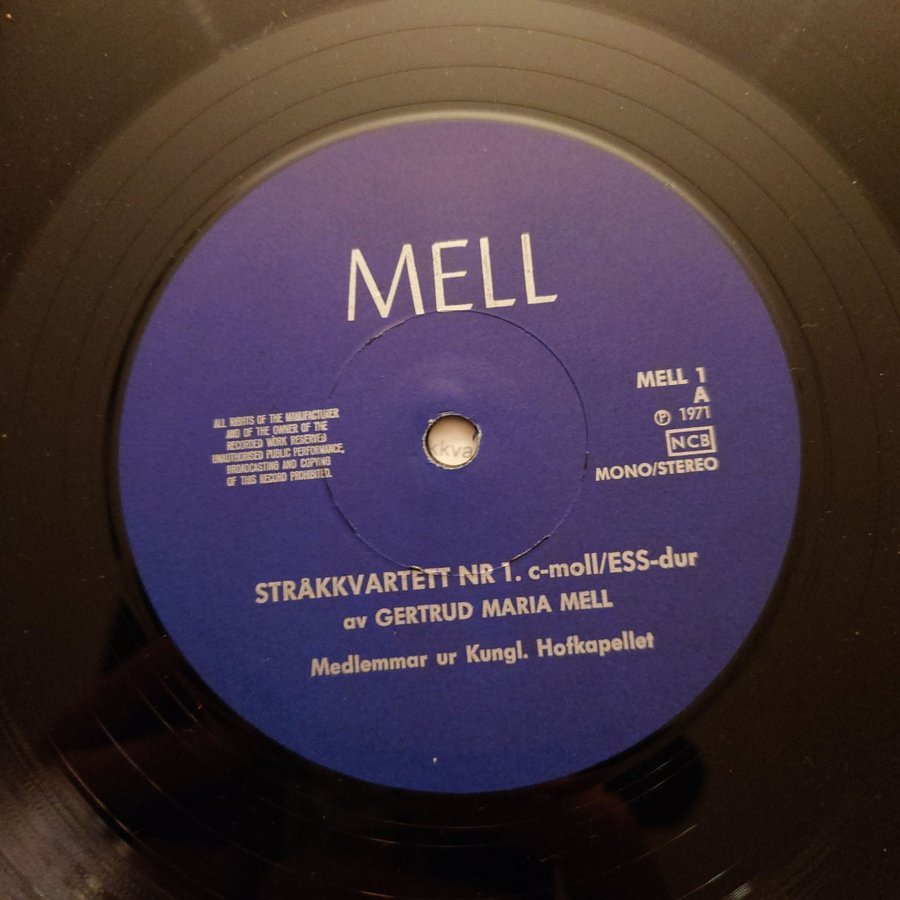 MELL
MELL 1
A
℗ 1971
NCB
MONO/STEREO
ALL RIGHTS OF THE MANUFACTURER
AND OF THE OWNER OF THE
RECORDED WORK RESERVED
UNAUTHORISED PUBLIC PERFORMANCE,
BROADCASTING AND COPYING
OF THIS RECORD PROHIBITED.
kkva
STRÅKKVARTETT NR 1. c-moll/ESS-dur
av GERTRUD MARIA MELL
Medlemmar ur Kungl. Hofkapellet